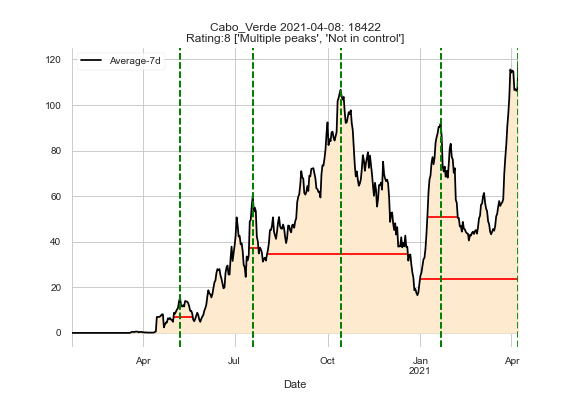 Cabo_Verde 2021-04-08: 18422
Rating:8 ['Multiple peaks', 'Not in control']
Average-7d
120
100
80
60
40
20
0
Apr
Jul
Oct
Jan
2021
Apr
Date